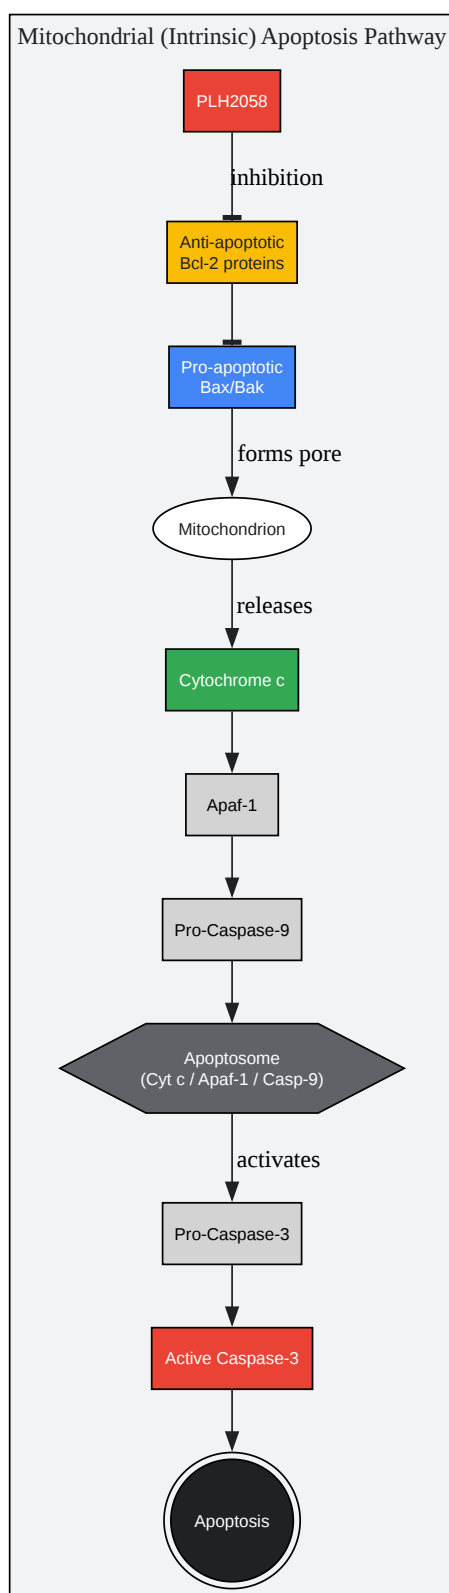 Mitochondrial (Intrinsic) Apoptosis Pathway
PLH2058
inhibition
Anti-apoptotic
Bcl-2 proteins
Pro-apoptotic
Bax/Bak
forms pore
Mitochondrion
releases
Cytochrome c
Apaf-1
Pro-Caspase-9
Apoptosome
(Cyt c / Apaf-1 / Casp-9)
activates
Pro-Caspase-3
Active Caspase-3
Apoptosis